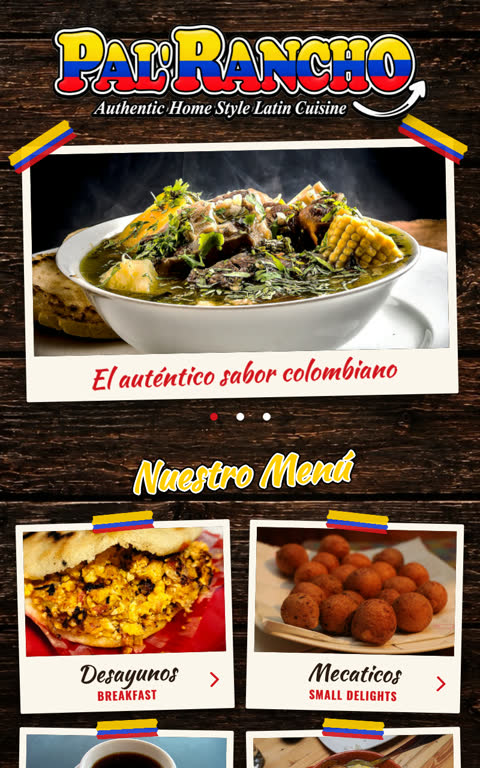 PAL' RANCHO
Authentic Home Style Latin Cuisine
El auténtico sabor colombiano
Nuestro Menú
Desayunos
BREAKFAST
Mecaticos
SMALL DELIGHTS